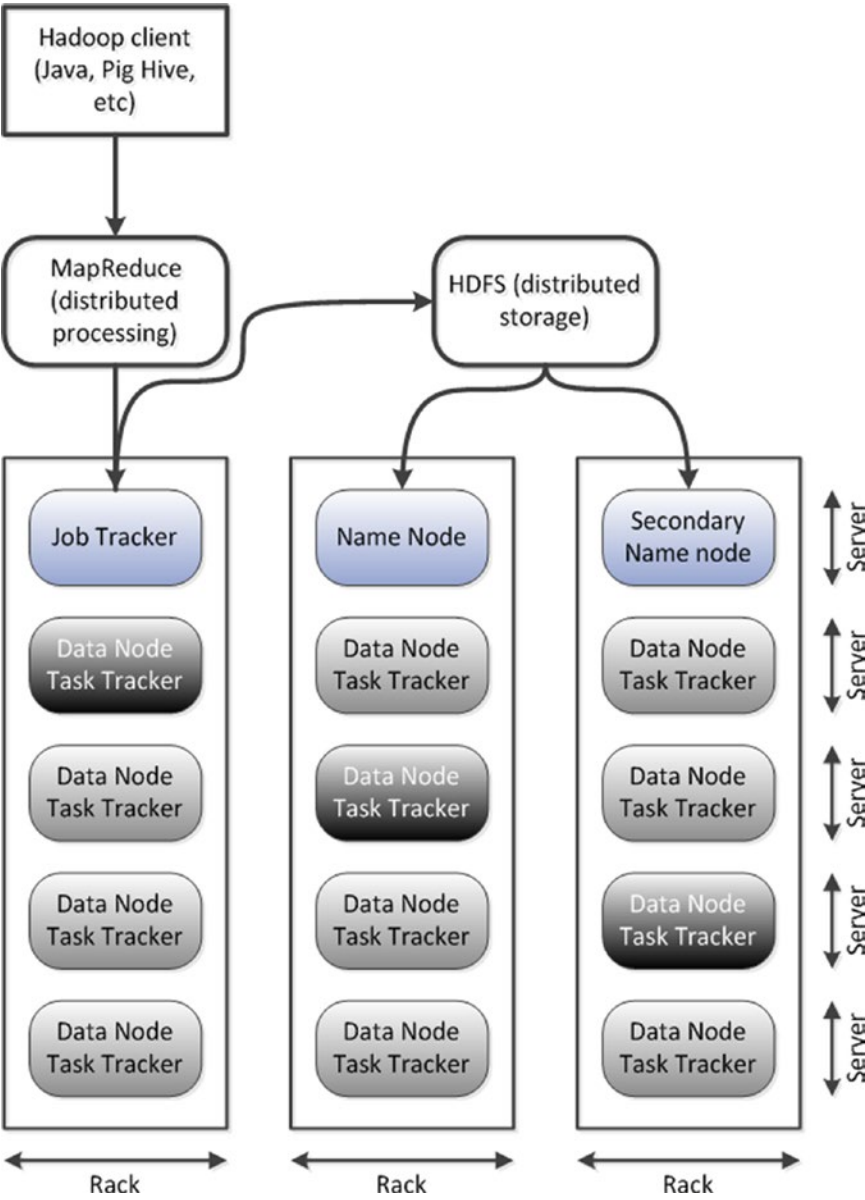 Hadoop client
(Java, Pig Hive,
etc)
MapReduce
(distributed
processing)
HDFS (distributed
storage)
Job Tracker
Data Node
Task Tracker
Data Node
Task Tracker
Data Node
Task Tracker
Data Node
Task Tracker
Name Node
Data Node
Task Tracker
Data Node
Task Tracker
Data Node
Task Tracker
Data Node
Task Tracker
Secondary
Name node
Data Node
Task Tracker
Data Node
Task Tracker
Data Node
Task Tracker
Data Node
Task Tracker
Server
Server
Server
Server
Server
Rack
Rack
Rack